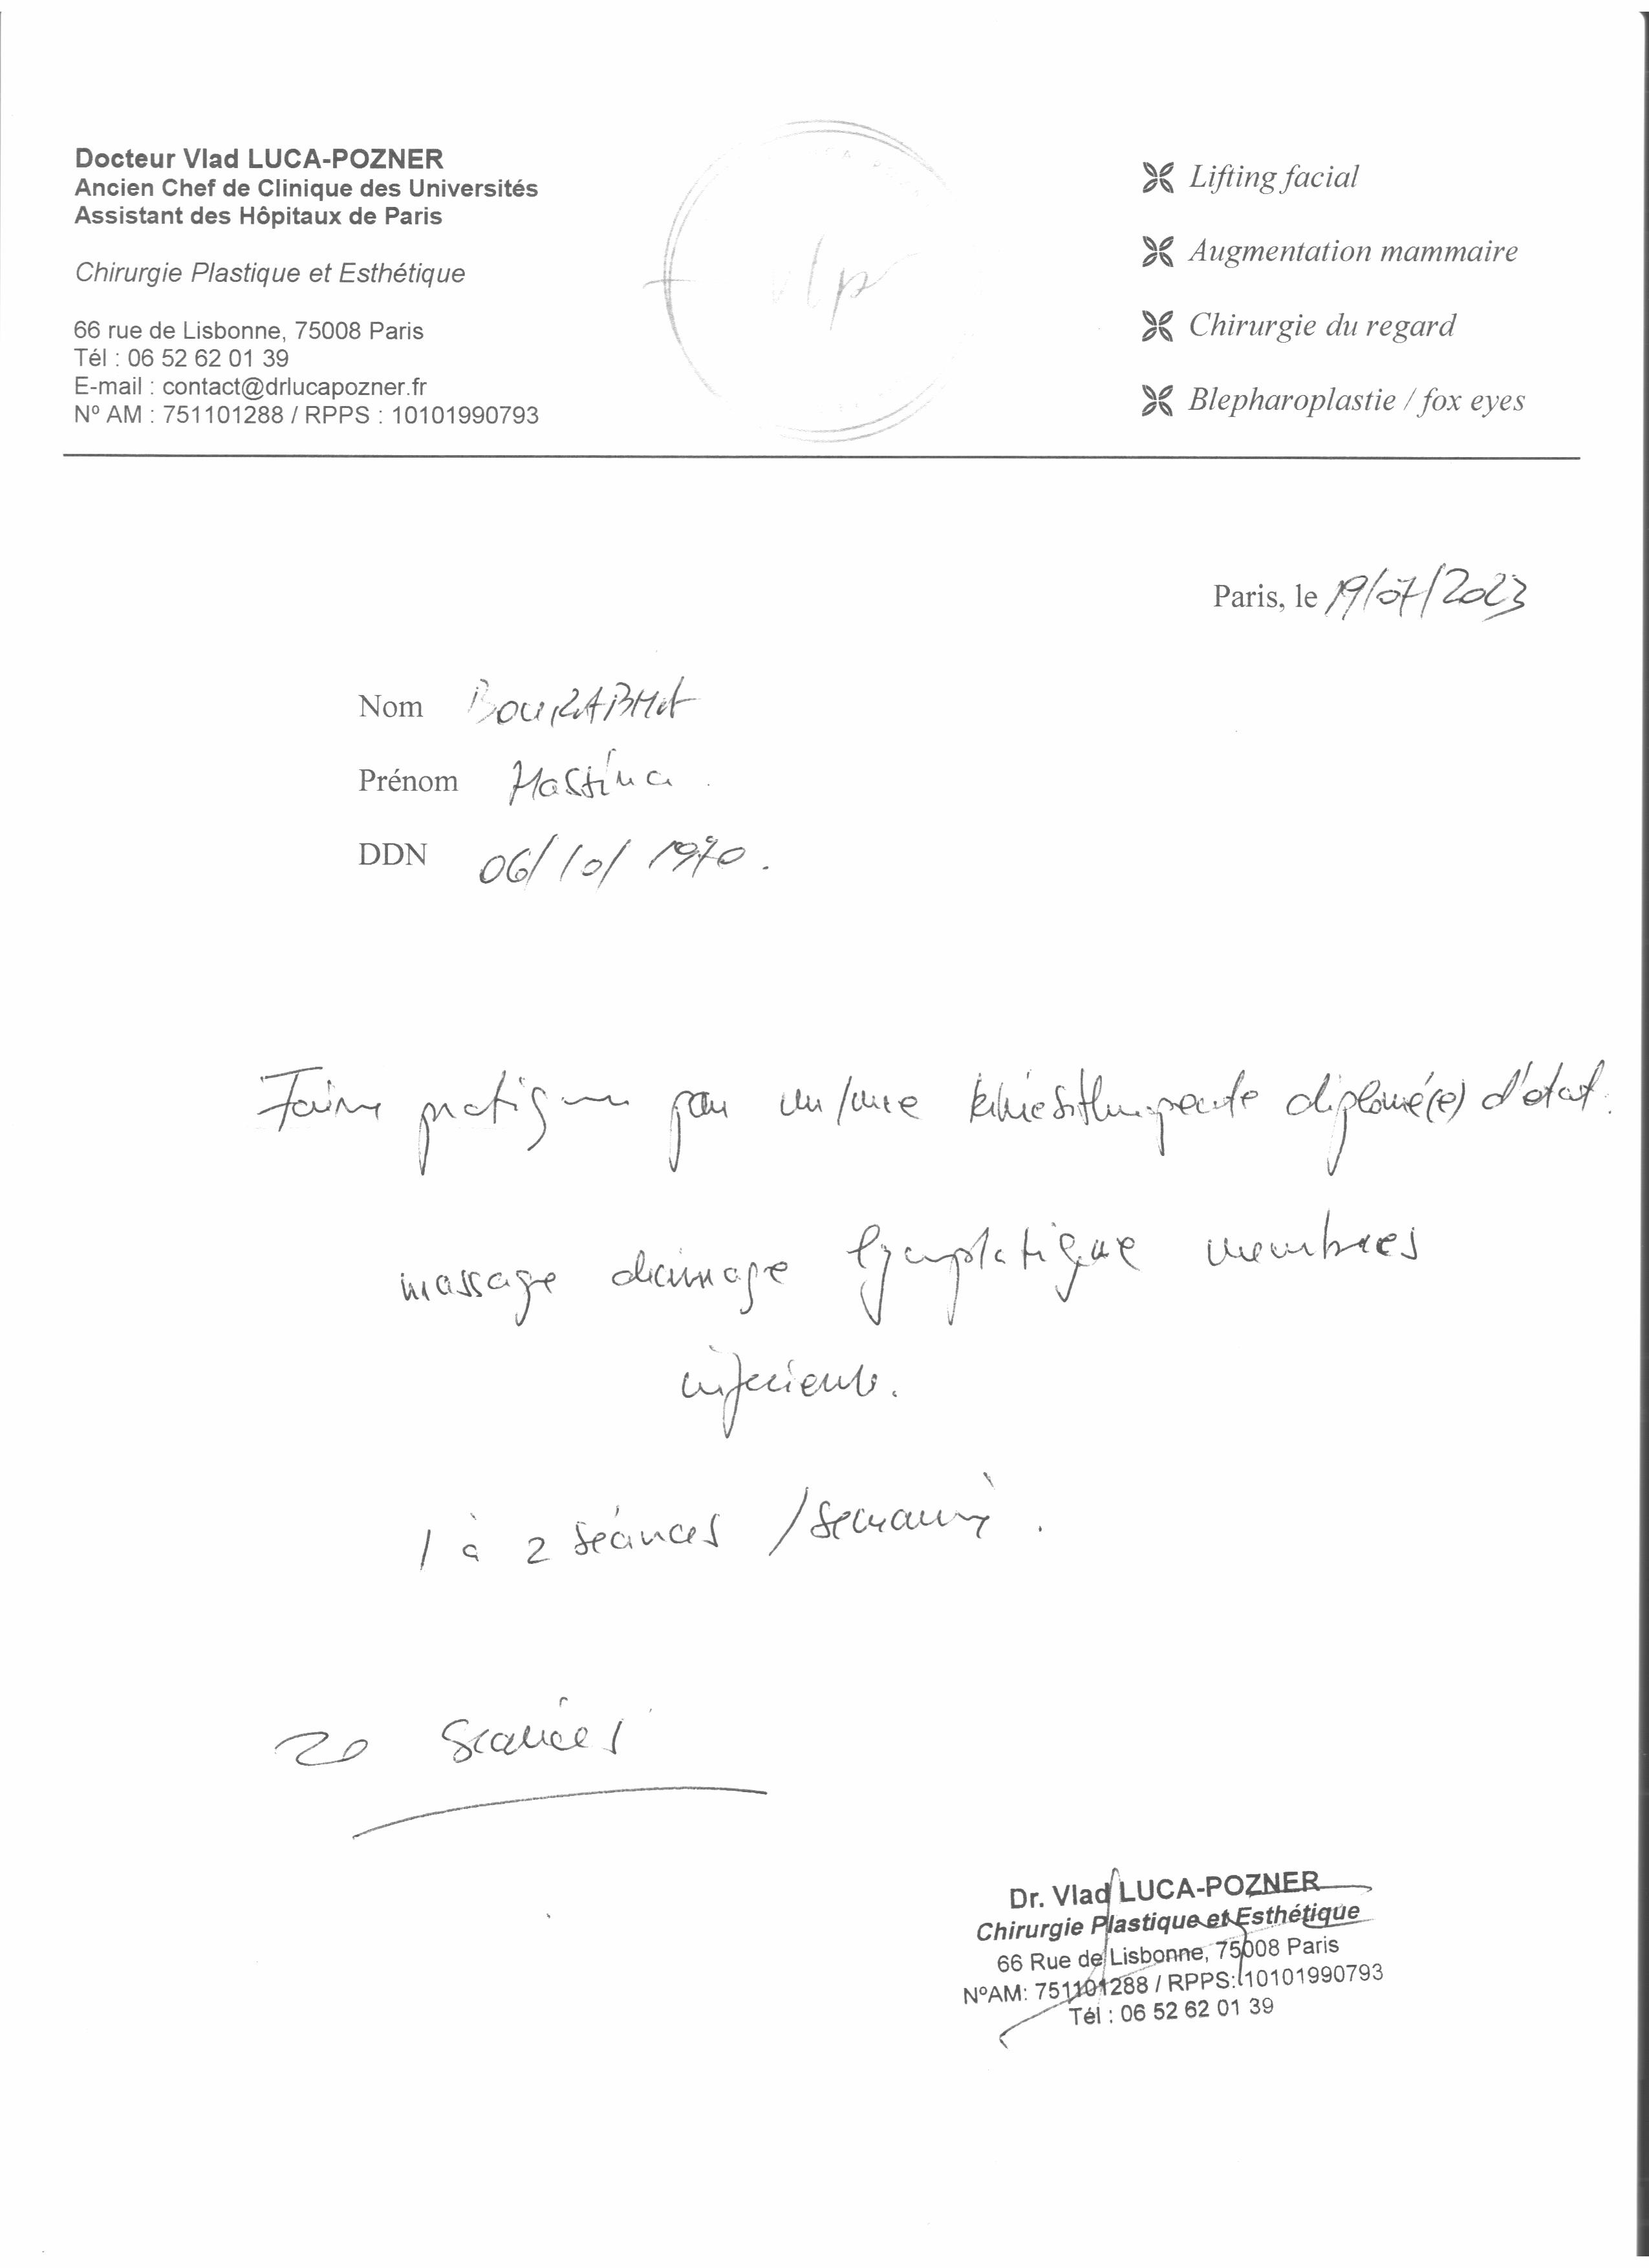 Docteur Vlad LUCA-POZNER
Ancien Chef de Clinique des Universités
Assistant des Hôpitaux de Paris
Chirurgie Plastique et Esthétique
66 rue de Lisbonne, 75008 Paris
Tél : 06 52 62 01 39
E-mail : contact@drlucapozner.fr
Nº AM : 751101288 / RPPS : 10101990793
vlp
Lifting facial
Augmentation mammaire
Chirurgie du regard
Blepharoplastie / fox eyes
Paris, le 19/07/2023
Nom
Prénom
DDN 06/10/1970.
Faire pratiquer par un/une kinésithérapeute diplômé(e) d'état.
massage drainage lymphatique membres
inférieurs.
1 à 2 séances /semaine.
20 séances
Dr. Vlad LUCA-POZNER
Chirurgie Plastique et Esthétique
66 Rue de Lisbonne, 75008 Paris
NºAM: 751101288 / RPPS: 10101990793
Tél : 06 52 62 01 39